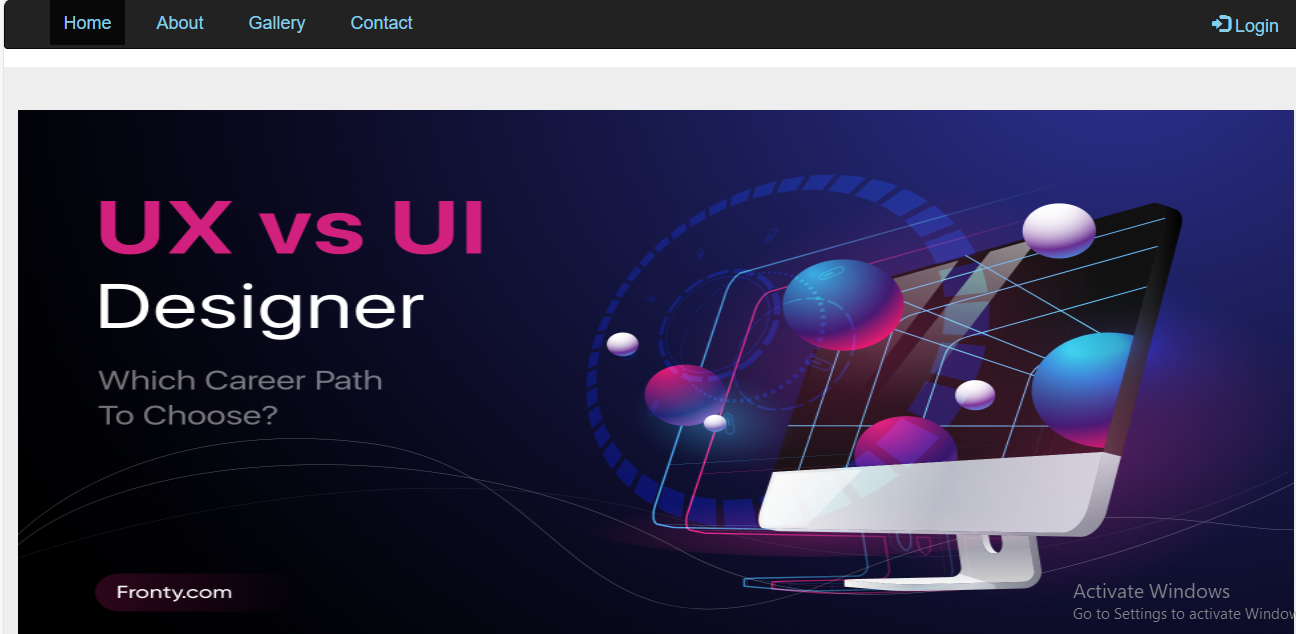 Home About Gallery Contact Login
UX vs UI
Designer
Which Career Path
To Choose?
Fronty.com
Activate Windows
Go to Settings to activate